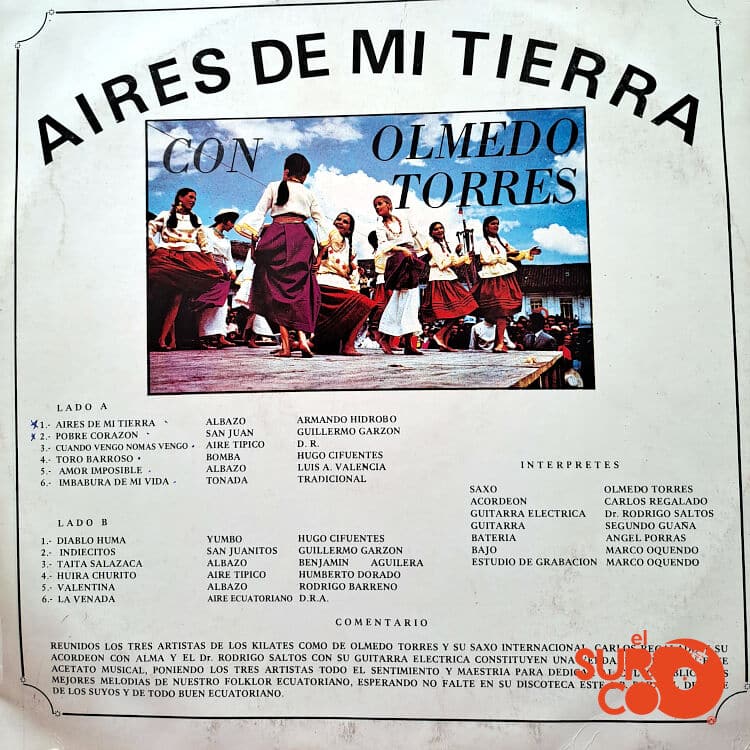 AIRES DE MI TIERRA
CON OLMEDO
TORRES
LADO A
1.- AIRES DE MI TIERRA ALBAZO ARMANDO HIDROBO
2.- POBRE CORAZON SAN JUAN GUILLERMO GARZON
3.- CUANDO VENGO NOMAS VENGO AIRE TIPICO D. R.
4.- TORO BARROSO BOMBA HUGO CIFUENTES
5.- AMOR IMPOSIBLE ALBAZO LUIS A. VALENCIA
6.- IMBABURA DE MI VIDA TONADA TRADICIONAL
LADO B
1.- DIABLO HUMA YUMBO HUGO CIFUENTES
2.- INDIECITOS SAN JUANITOS GUILLERMO GARZON
3.- TAITA SALAZACA ALBAZO BENJAMIN AGUILERA
4.- HUIRA CHURITO AIRE TIPICO HUMBERTO DORADO
5.- VALENTINA ALBAZO RODRIGO BARRENO
6.- LA VENADA AIRE ECUATORIANO D.R.A.
INTERPRETES
SAXO OLMEDO TORRES
ACORDEON CARLOS REGALADO
GUITARRA ELECTRICA Dr. RODRIGO SALTOS
GUITARRA SEGUNDO GUAÑA
BATERIA ANGEL PORRAS
BAJO MARCO OQUENDO
ESTUDIO DE GRABACION MARCO OQUENDO
COMENTARIO
REUNIDOS LOS TRES ARTISTAS DE LOS KILATES COMO DE OLMEDO TORRES Y SU SAXO INTERNACIONAL CARLOS SU
ACORDEON CON ALMA Y EL Dr. RODRIGO SALTOS CON SU GUITARRA ELECTRICA CONSTITUYEN UNA
ACETATO MUSICAL, PONIENDO LOS TRES ARTISTAS TODO EL SENTIMIENTO Y MAESTRIA PARA
MEJORES MELODIAS DE NUESTRO FOLKLOR ECUATORIANO, ESPERANDO NO FALTE EN SU DISCOTECA
DE LOS SUYOS Y DE TODO BUEN ECUATORIANO.
el
SURCO